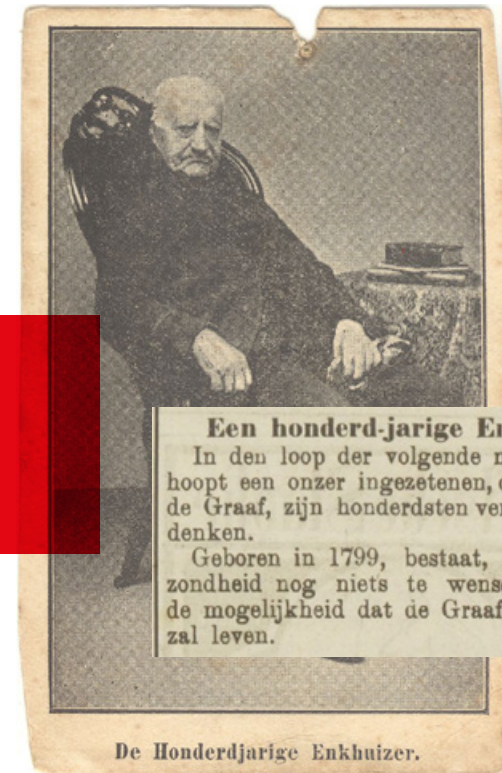 Een honderd-jarige
In den loop der volgende
hoopt een onzer ingezetenen,
de Graaf, zijn honderdsten
denken.
Geboren in 1799, bestaat,
zondheid nog niets te
de mogelijkheid dat de Graaf
zal leven.
De Honderdjarige Enkhuizer.